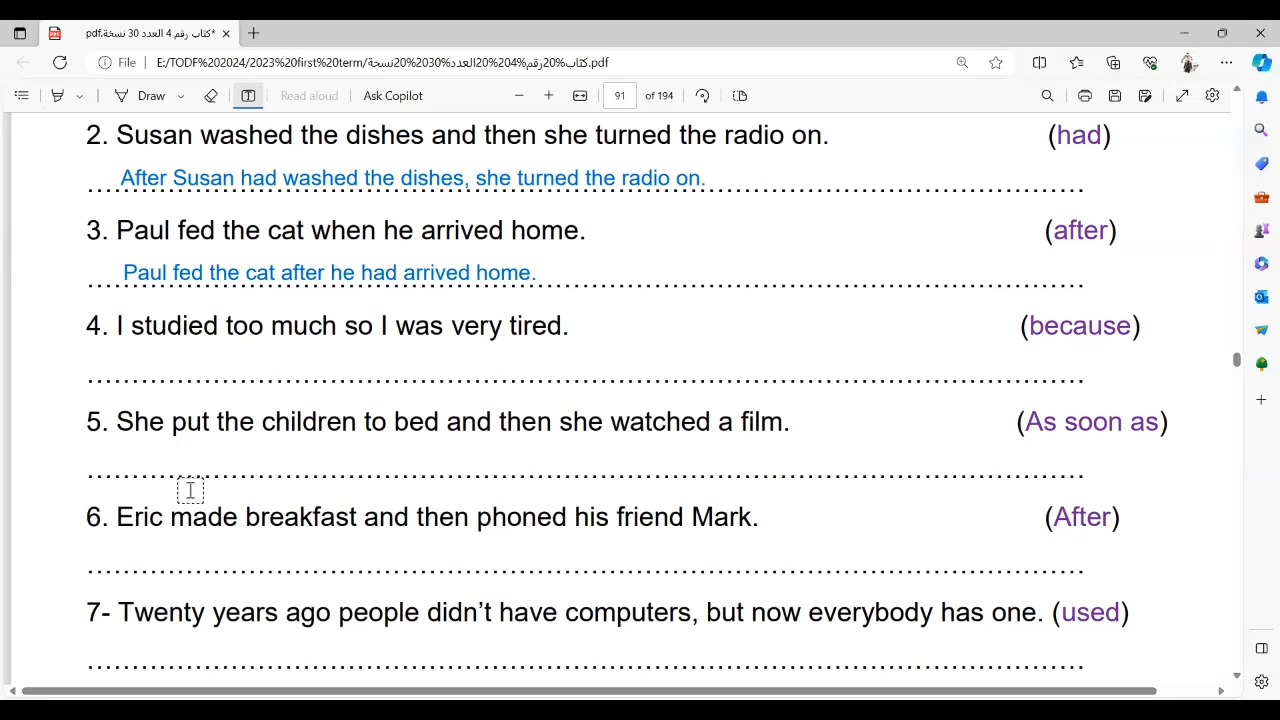 كتاب رقم 4 العدد 30 نسخة.pdf*
File E:/TODF%202024/2023%20first%20term/كتاب%20رقم%204%20العدد%2030%20نسخة.pdf
Draw Read aloud Ask Copilot 91 of 194
2. Susan washed the dishes and then she turned the radio on. (had)
After Susan had washed the dishes, she turned the radio on.
3. Paul fed the cat when he arrived home. (after)
Paul fed the cat after he had arrived home.
4. I studied too much so I was very tired. (because)
5. She put the children to bed and then she watched a film. (As soon as)
6. Eric made breakfast and then phoned his friend Mark. (After)
7- Twenty years ago people didn’t have computers, but now everybody has one. (used)